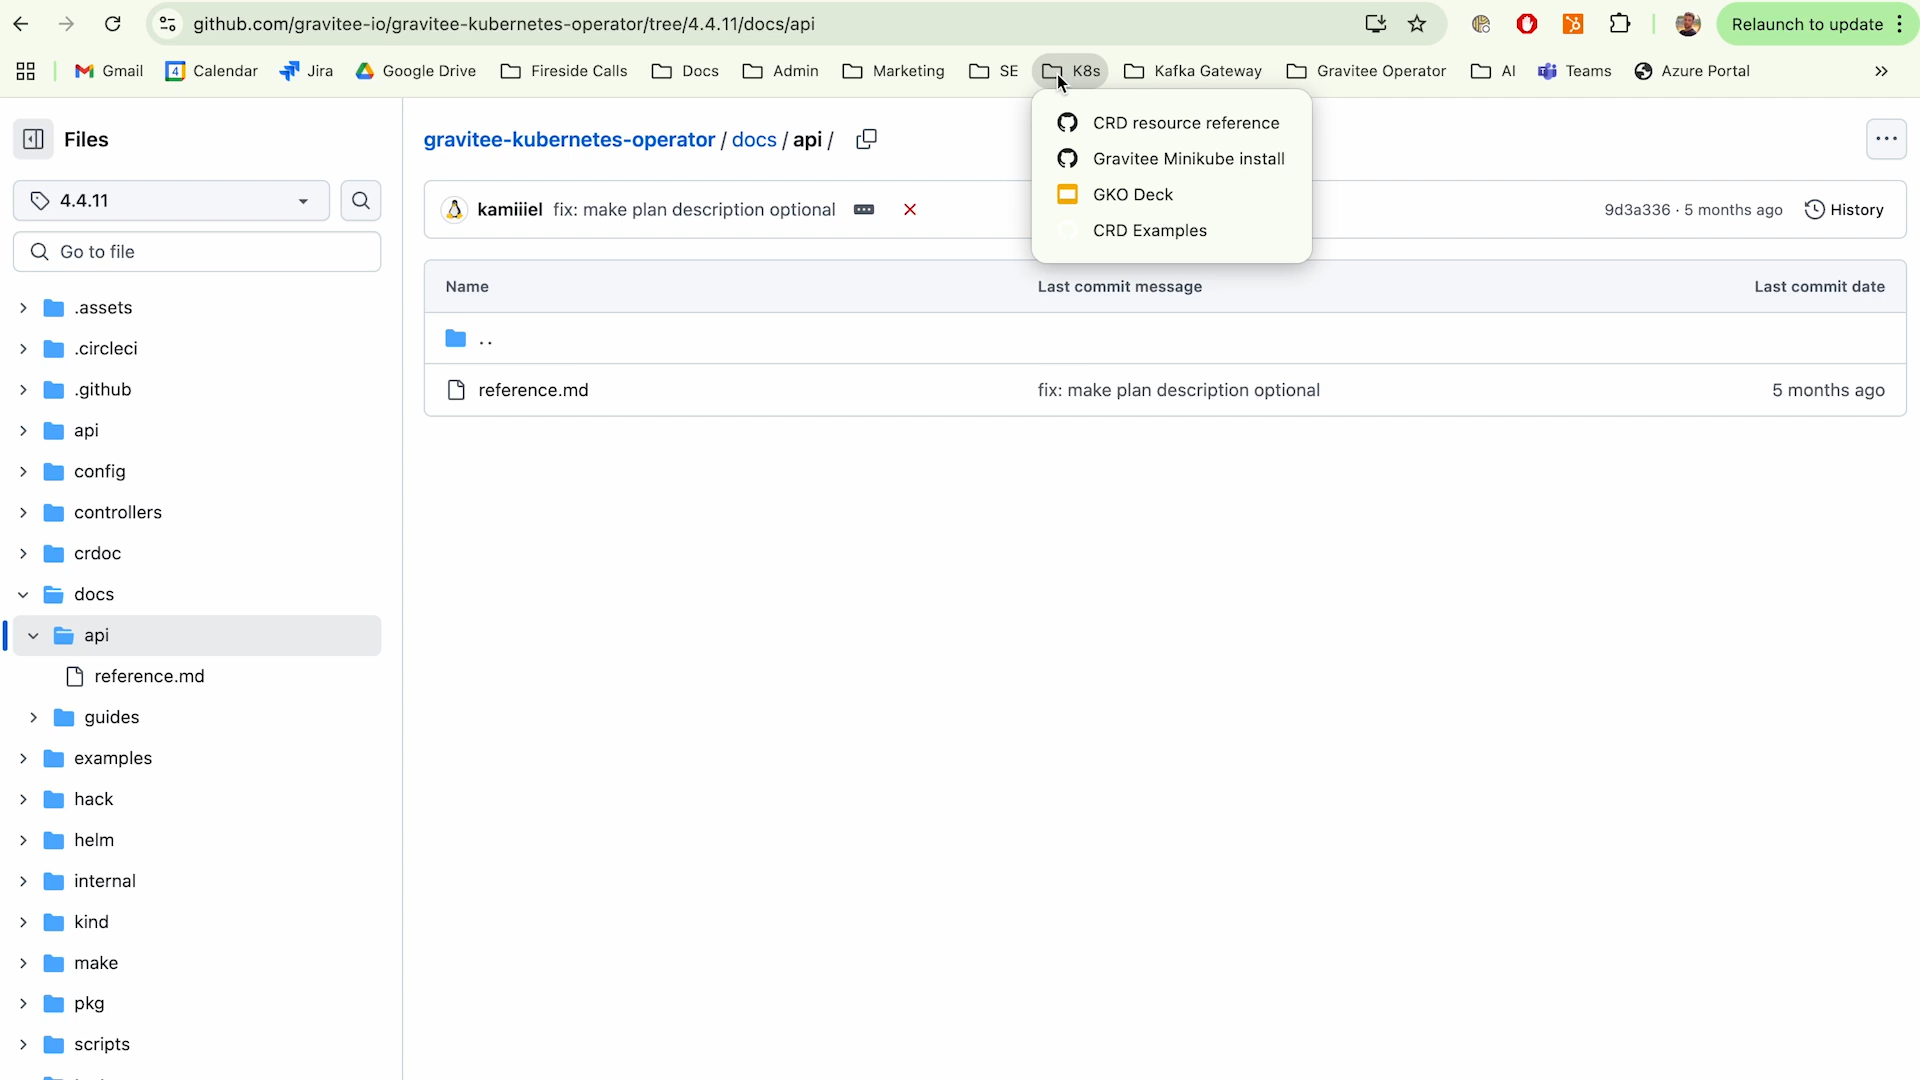 github.com/gravitee-io/gravitee-kubernetes-operator/tree/4.4.11/docs/api
Relaunch to update
Gmail
4 Calendar
Jira
Google Drive
Fireside Calls
Docs
Admin
Marketing
SE
K8s
Kafka Gateway
Gravitee Operator
AI
Teams
Azure Portal
CRD resource reference
Gravitee Minikube install
GKO Deck
CRD Examples
Files
4.4.11
Go to file
.assets
.circleci
.github
api
config
controllers
crdoc
docs
api
reference.md
guides
examples
hack
helm
internal
kind
make
pkg
scripts
gravitee-kubernetes-operator / docs / api /
kamiiiel fix: make plan description optional
9d3a336 · 5 months ago
History
Name Last commit message Last commit date
..
reference.md fix: make plan description optional 5 months ago